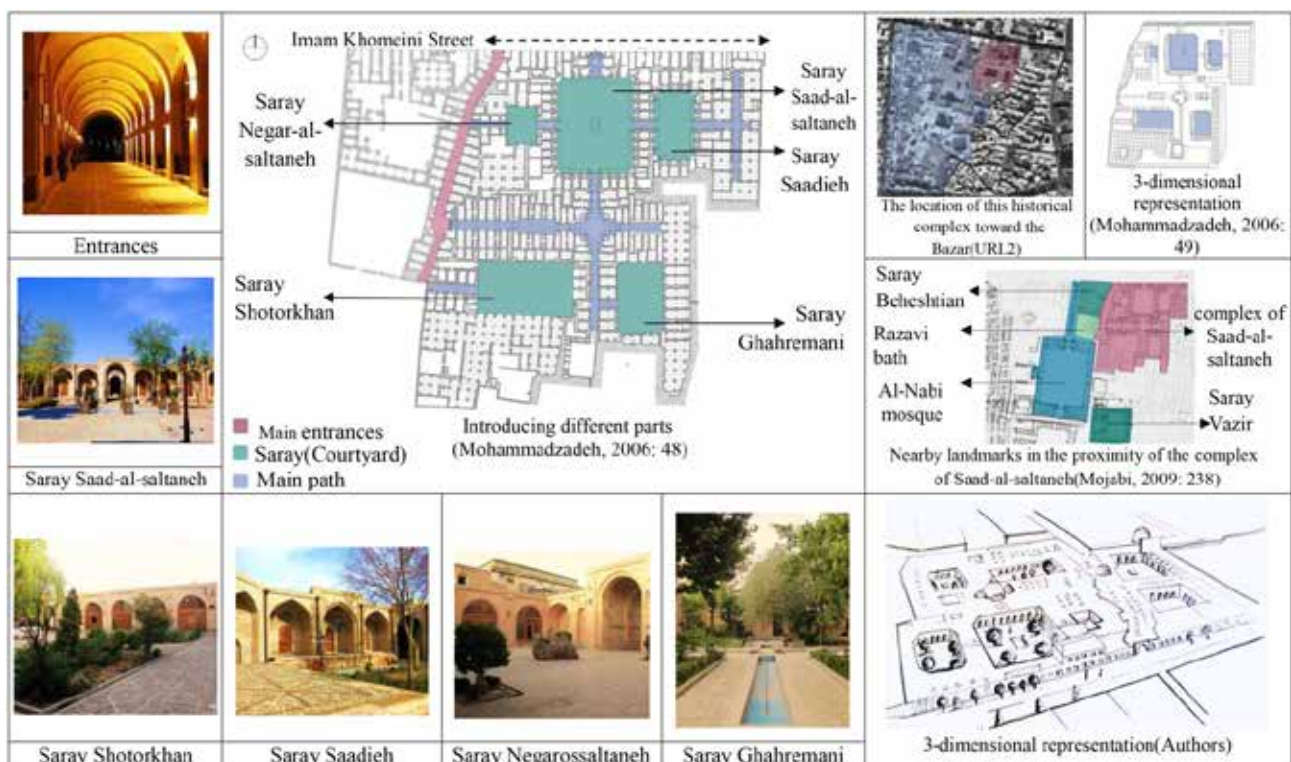 Imam Khomeini Street
Saray
Negar-al-
saltaneh
Saray
Saad-al-
saltaneh
Saray
Saadieh
Saray
Shotorkhan
Saray
Ghahremani
Main entrances
Saray(Courtyard)
Main path
Introducing different parts
(Mohammadzadeh, 2006: 48)
Entrances
Saray Saad-al-saltaneh
The location of this historical
complex toward the
Bazar(URL2)
3-dimensional
representation
(Mohammadzadeh, 2006:
49)
Saray
Beheshtian
Razavi
bath
Al-Nabi
mosque
complex of
Saad-al-
saltaneh
Saray
Vazir
Nearby landmarks in the proximity of the complex
of Saad-al-saltaneh(Mojabi, 2009: 238)
Saray Shotorkhan
Saray Saadieh
Saray Negarossaltaneh
Saray Ghahremani
3-dimensional representation(Authors)